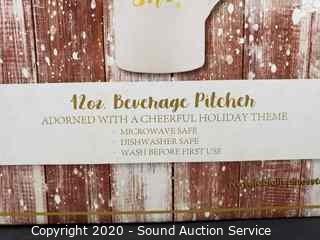 12oz. Beverage Pitcher
ADORNED WITH A CHEERFUL HOLIDAY THEME
· MICROWAVE SAFE
· DISHWASHER SAFE
· WASH BEFORE FIRST USE
Copyright 2020 - Sound Auction Service